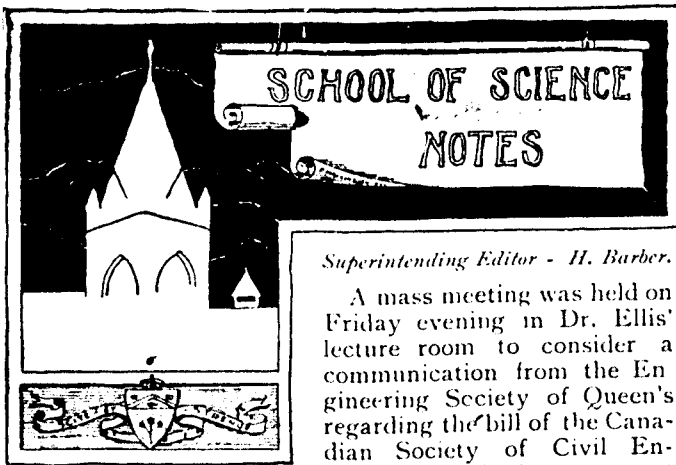 SCHOOL OF SCIENCE
NOTES
Superintending Editor - H. Barber.
A mass meeting was held on
Friday evening in Dr. Ellis'
lecture room to consider a
communication from the En
gineering Society of Queen's
regarding the bill of the Cana-
dian Society of Civil En-